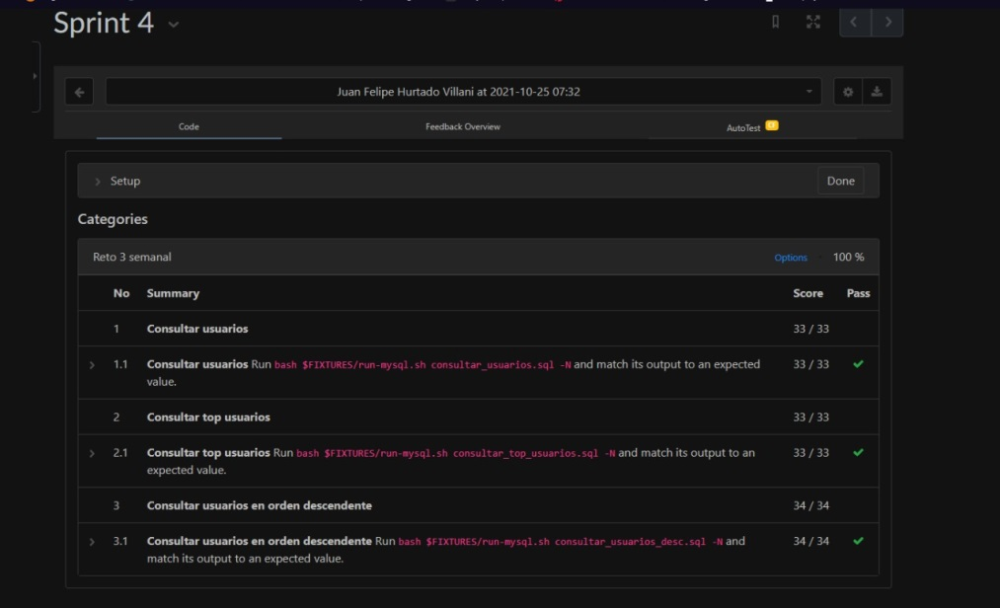 Sprint 4
Juan Felipe Hurtado Villani at 2021-10-25 07:32
Code Feedback Overview AutoTest
Setup Done
Categories
Reto 3 semanal Options 100 %
No Summary Score Pass
1 Consultar usuarios 33 / 33
1.1 Consultar usuarios Run bash $FIXTURES/run-mysql.sh consultar_usuarios.sql -N and match its output to an expected 33 / 33
value.
2 Consultar top usuarios 33 / 33
2.1 Consultar top usuarios Run bash $FIXTURES/run-mysql.sh consultar_top_usuarios.sql -N and match its output to an 33 / 33
expected value.
3 Consultar usuarios en orden descendente 34 / 34
3.1 Consultar usuarios en orden descendente Run bash $FIXTURES/run-mysql.sh consultar_usuarios_desc.sql -N and 34 / 34
match its output to an expected value.